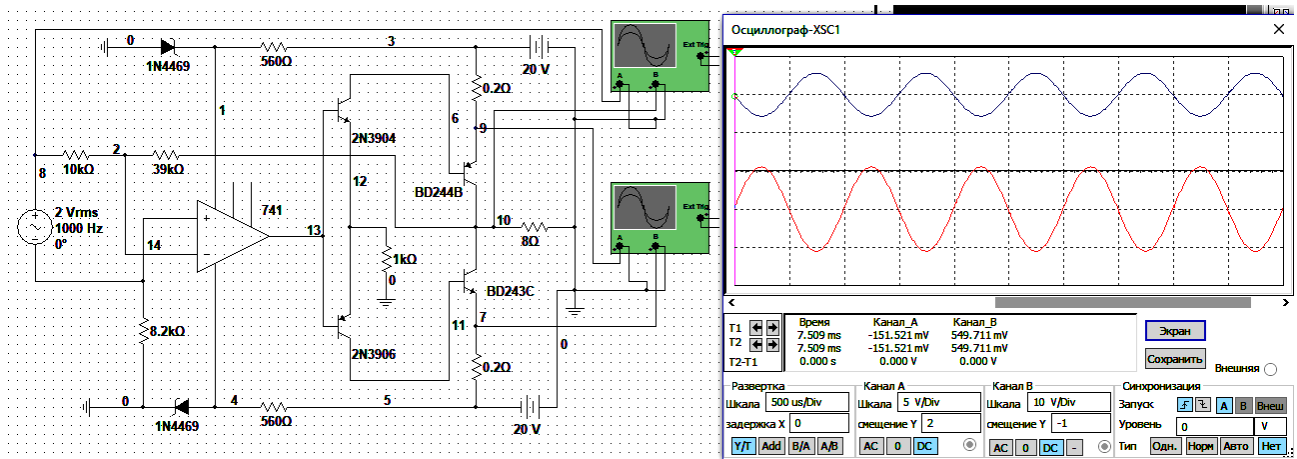 0
1N4469
560Ω
3
20 V
0.2Ω
1
6
9
2N3904
BD244B
8
10kΩ
2
39kΩ
12
2 Vrms
1000 Hz
0°
741
14
13
10
8Ω
1kΩ
0
BD243C
8.2kΩ
2N3906
11
7
0.2Ω
0
0
1N4469
4
560Ω
5
20 V
Ext Trig
A
B
Ext Trig
A
B
Осциллограф-XSC1
Время Канал_A Канал_B
T1 7.509 ms -151.521 mV 549.711 mV
T2 7.509 ms -151.521 mV 549.711 mV
T2-T1 0.000 s 0.000 V 0.000 V
Экран
Сохранить
Внешняя
Развертка
Шкала 500 us/Div
задержка X 0
Y/T Add B/A A/B
Канал A
Шкала 5 V/Div
смещение Y 2
AC 0 DC
Канал B
Шкала 10 V/Div
смещение Y -1
AC 0 DC -
Синхронизация
Запуск A B Внеш
Уровень 0 V
Тип Одн. Норм Авто Нет